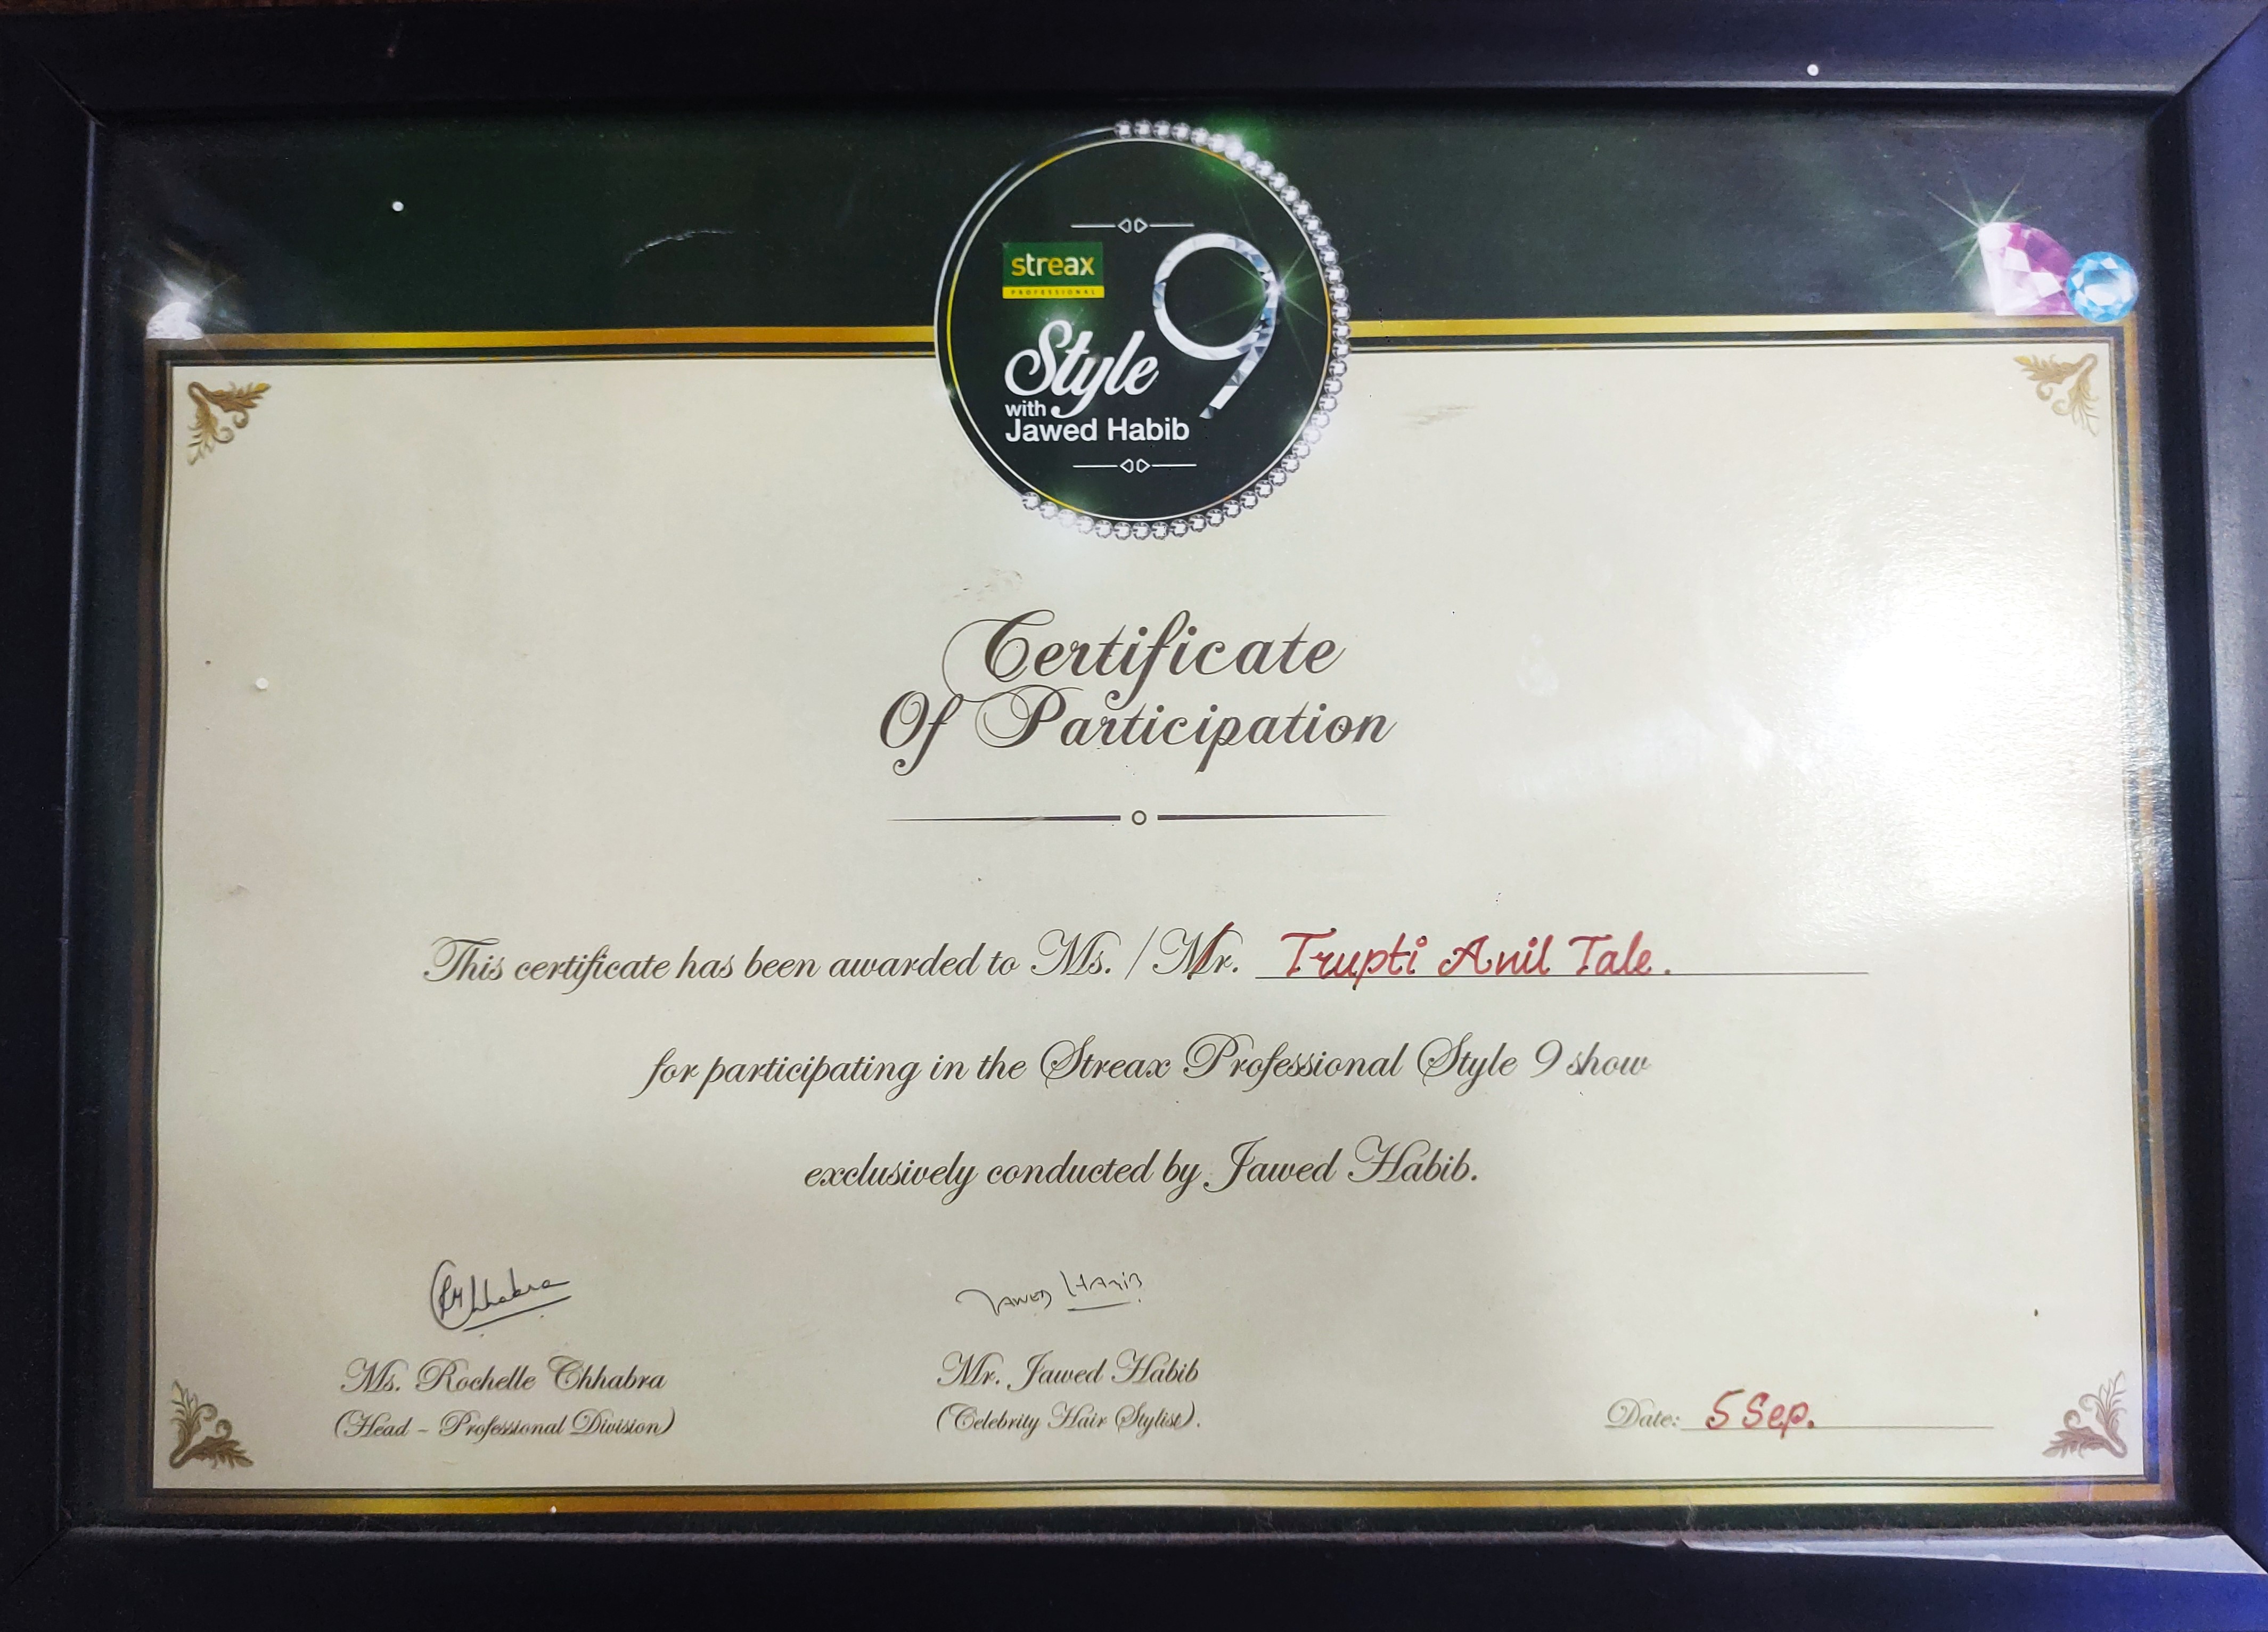 streax
PROFESSIONAL
Style 9
with
Jawed Habib
Certificate
Of Participation
This certificate has been awarded to Ms. / Mr. Trupti Anil Tale.
for participating in the Streax Professional Style 9 show
exclusively conducted by Jawed Habib.
RMChhabra JAWED HABIB
Ms. Rochelle Chhabra Mr. Jawed Habib
(Head - Professional Division) (Celebrity Hair Stylist). Date: 5 Sep.